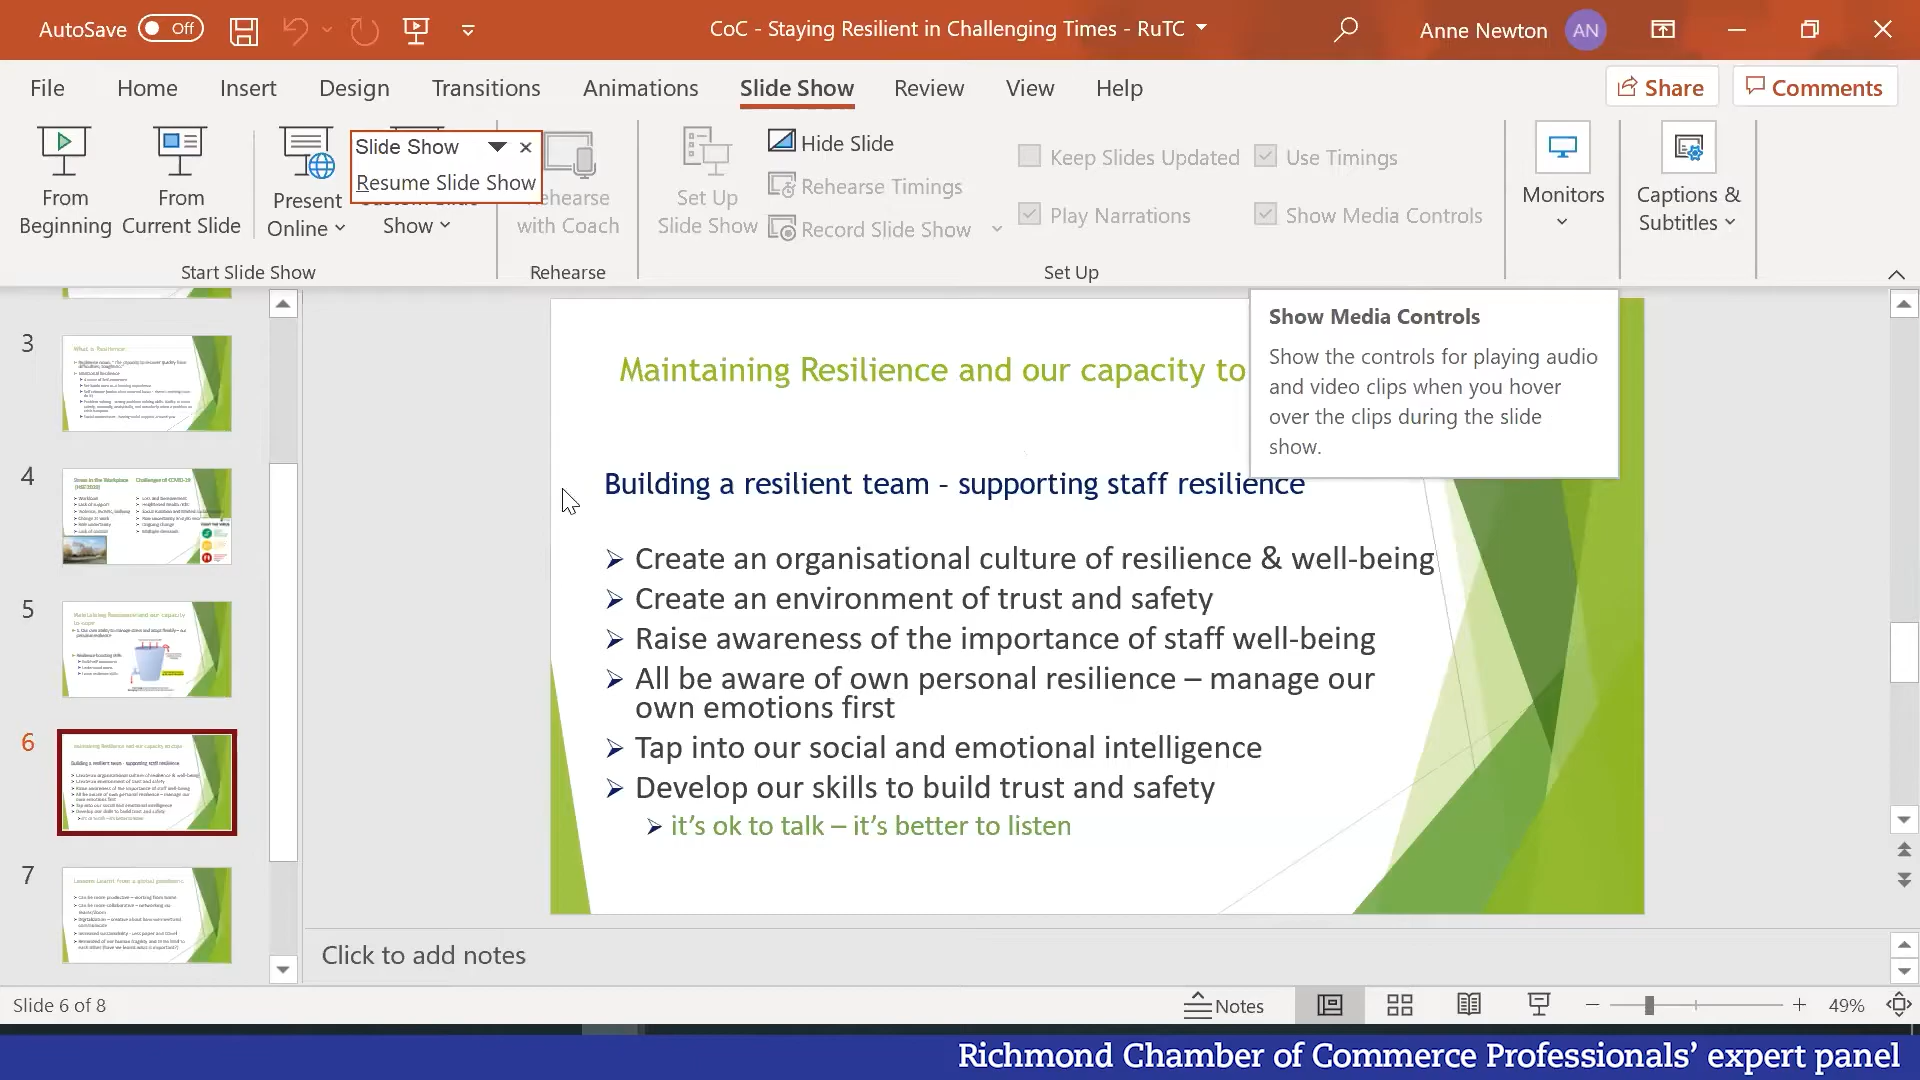 AutoSave Off
CoC - Staying Resilient in Challenging Times - RuTC
Anne Newton AN
File Home Insert Design Transitions Animations Slide Show Review View Help
Share Comments
From
Beginning
From
Current Slide
Present
Online
Slide Show
Resume Slide Show
Show
with Coach
Set Up
Slide Show
Hide Slide
Rehearse Timings
Record Slide Show
Keep Slides Updated
Play Narrations
Use Timings
Show Media Controls
Monitors
Captions &
Subtitles
Start Slide Show
Rehearse
Set Up
Show Media Controls
Show the controls for playing audio
and video clips when you hover
over the clips during the slide
show.
3
4
5
6
7
Maintaining Resilience and our capacity to
Building a resilient team - supporting staff resilience
Create an organisational culture of resilience & well-being
Create an environment of trust and safety
Raise awareness of the importance of staff well-being
All be aware of own personal resilience – manage our
own emotions first
Tap into our social and emotional intelligence
Develop our skills to build trust and safety
it's ok to talk – it's better to listen
Click to add notes
Slide 6 of 8
Notes
49%
Richmond Chamber of Commerce Professionals' expert panel